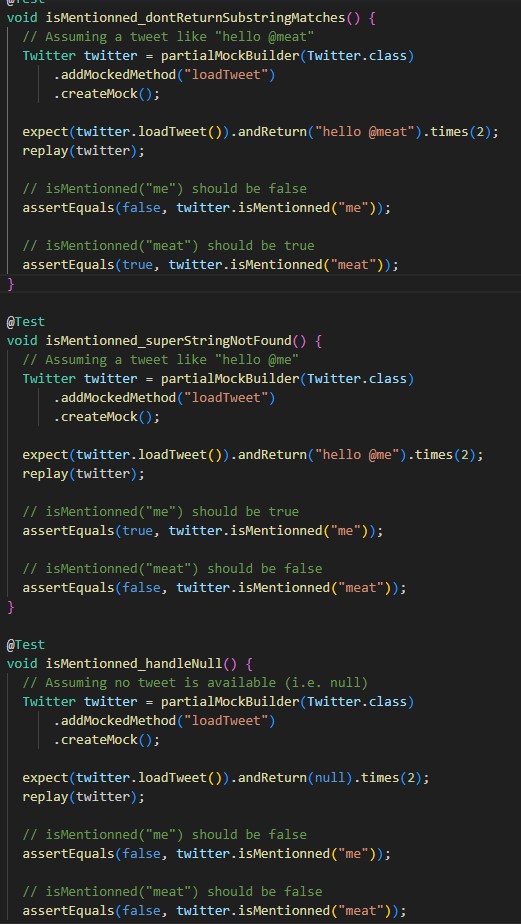 @Test
void isMentionned_dontReturnSubstringMatches() {
// Assuming a tweet like "hello @meat"
Twitter twitter = partialMockBuilder(Twitter.class)
.addMockedMethod("loadTweet")
.createMock();
expect(twitter.loadTweet()).andReturn("hello @meat").times(2);
replay(twitter);
// isMentionned("me") should be false
assertEquals(false, twitter.isMentionned("me"));
// isMentionned("meat") should be true
assertEquals(true, twitter.isMentionned("meat"));
}
@Test
void isMentionned_superStringNotFound() {
// Assuming a tweet like "hello @me"
Twitter twitter = partialMockBuilder(Twitter.class)
.addMockedMethod("loadTweet")
.createMock();
expect(twitter.loadTweet()).andReturn("hello @me").times(2);
replay(twitter);
// isMentionned("me") should be true
assertEquals(true, twitter.isMentionned("me"));
// isMentionned("meat") should be false
assertEquals(false, twitter.isMentionned("meat"));
}
@Test
void isMentionned_handleNull() {
// Assuming no tweet is available (i.e. null)
Twitter twitter = partialMockBuilder(Twitter.class)
.addMockedMethod("loadTweet")
.createMock();
expect(twitter.loadTweet()).andReturn(null).times(2);
replay(twitter);
// isMentionned("me") should be false
assertEquals(false, twitter.isMentionned("me"));
// isMentionned("meat") should be false
assertEquals(false, twitter.isMentionned("meat"));